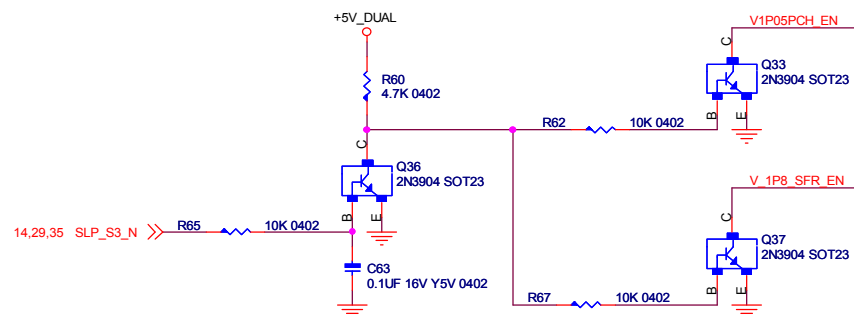 V1P05PCH_EN
+5V_DUAL
C
Q33
2N3904 SOT23
R60
4.7K 0402
B
E
R62
10K 0402
C
Q36
2N3904 SOT23
V_1P8_SFR_EN
B
E
C
14,29,35 SLP_S3_N
R65
10K 0402
Q37
2N3904 SOT23
C63
0.1UF 16V Y5V 0402
B
E
R67
10K 0402